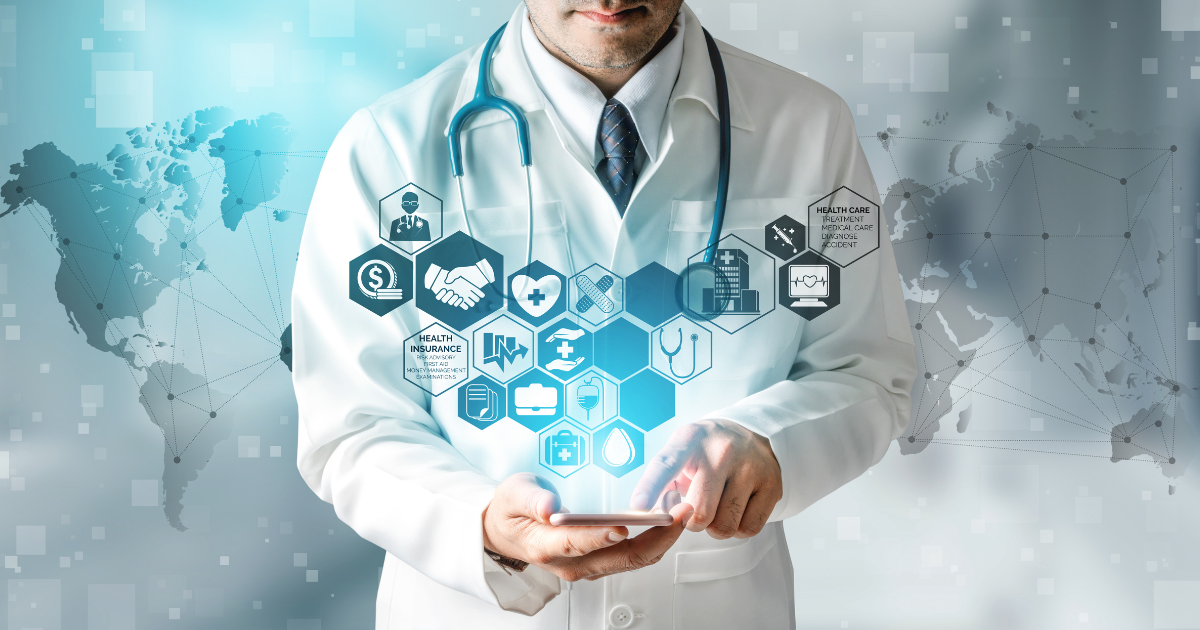 HEALTH CARE
TREATMENT
MEDICAL CARE
DIAGNOSE
ACCIDENT
HEALTH
INSURANCE
RISK ADVISORY
FIRST AID
MONEY MANAGEMENT
EXAMINATIONS
$